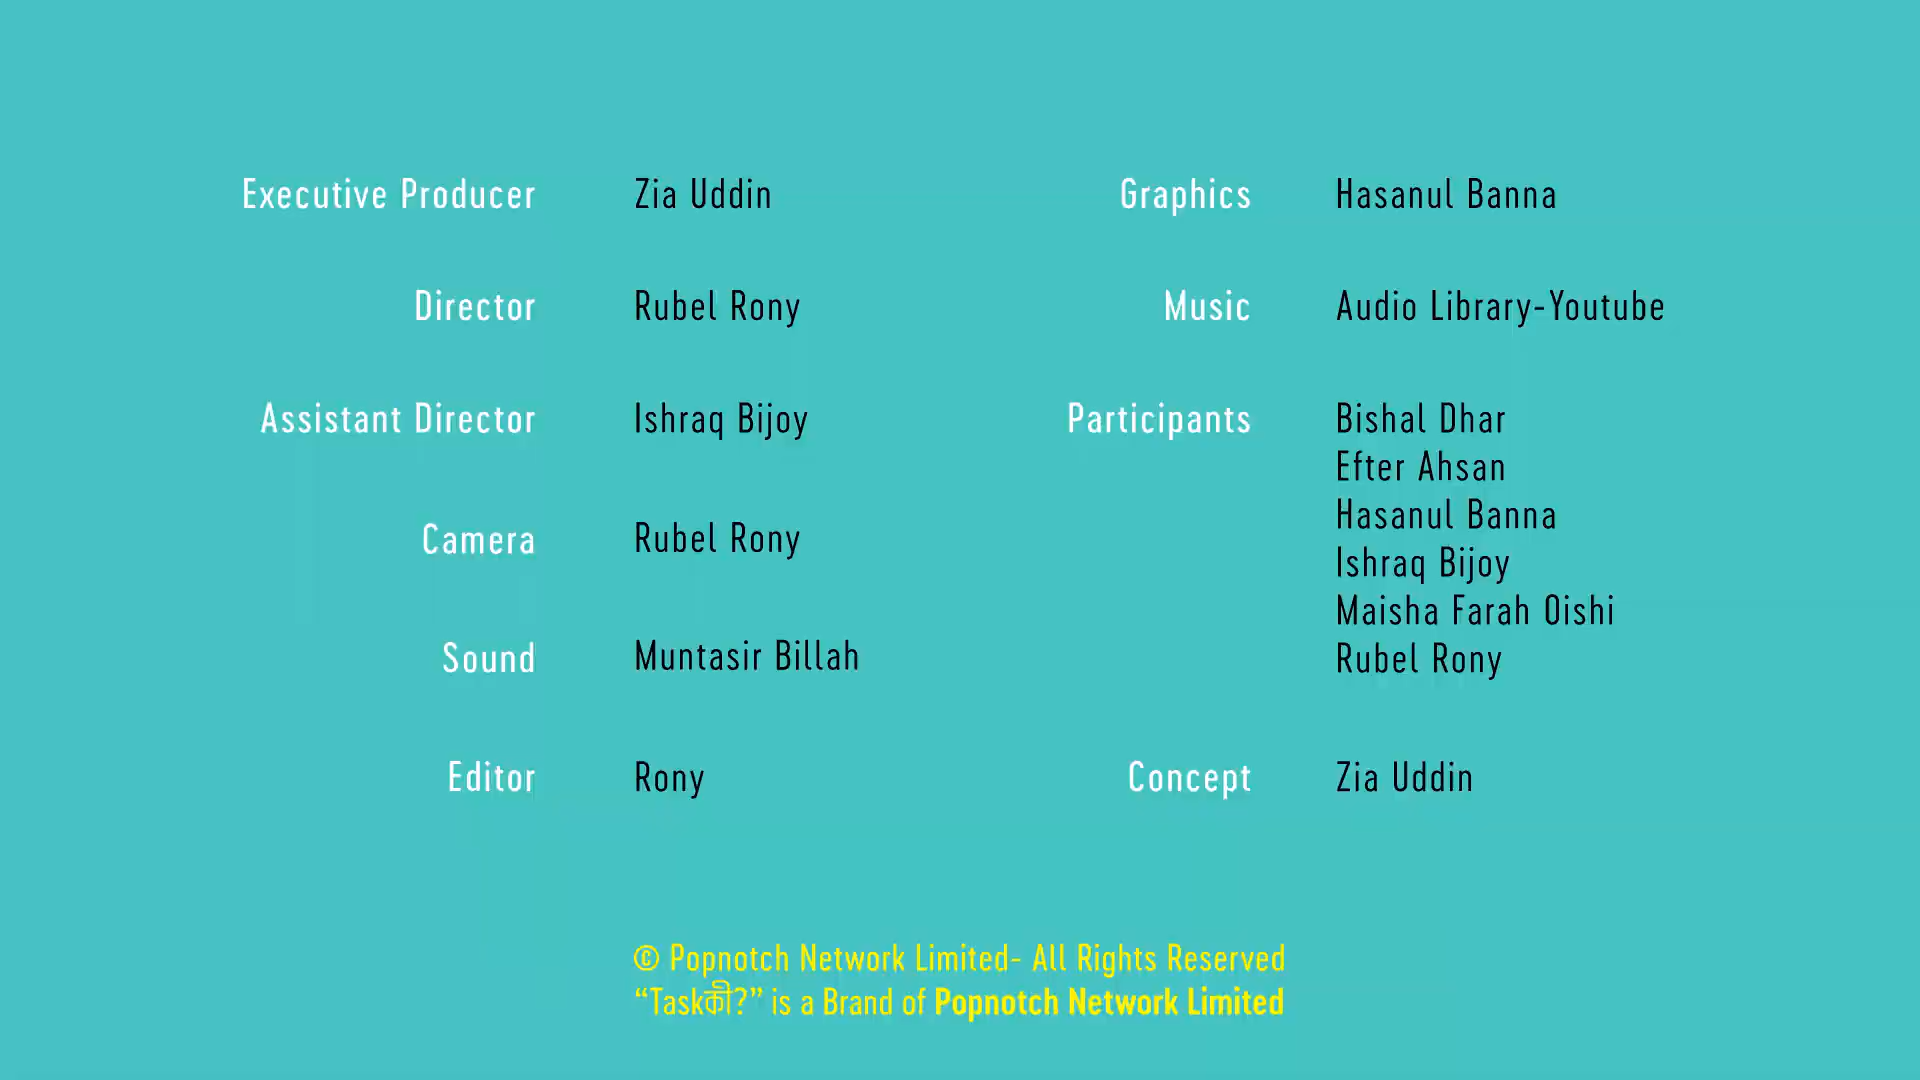 Executive Producer Zia Uddin
Director Rubel Rony
Assistant Director Ishraq Bijoy
Camera Rubel Rony
Sound Muntasir Billah
Editor Rony
Graphics Hasanul Banna
Music Audio Library-Youtube
Participants Bishal Dhar
Efter Ahsan
Hasanul Banna
Ishraq Bijoy
Maisha Farah Oishi
Rubel Rony
Concept Zia Uddin
© Popnotch Network Limited- All Rights Reserved
“Taskকী?” is a Brand of Popnotch Network Limited